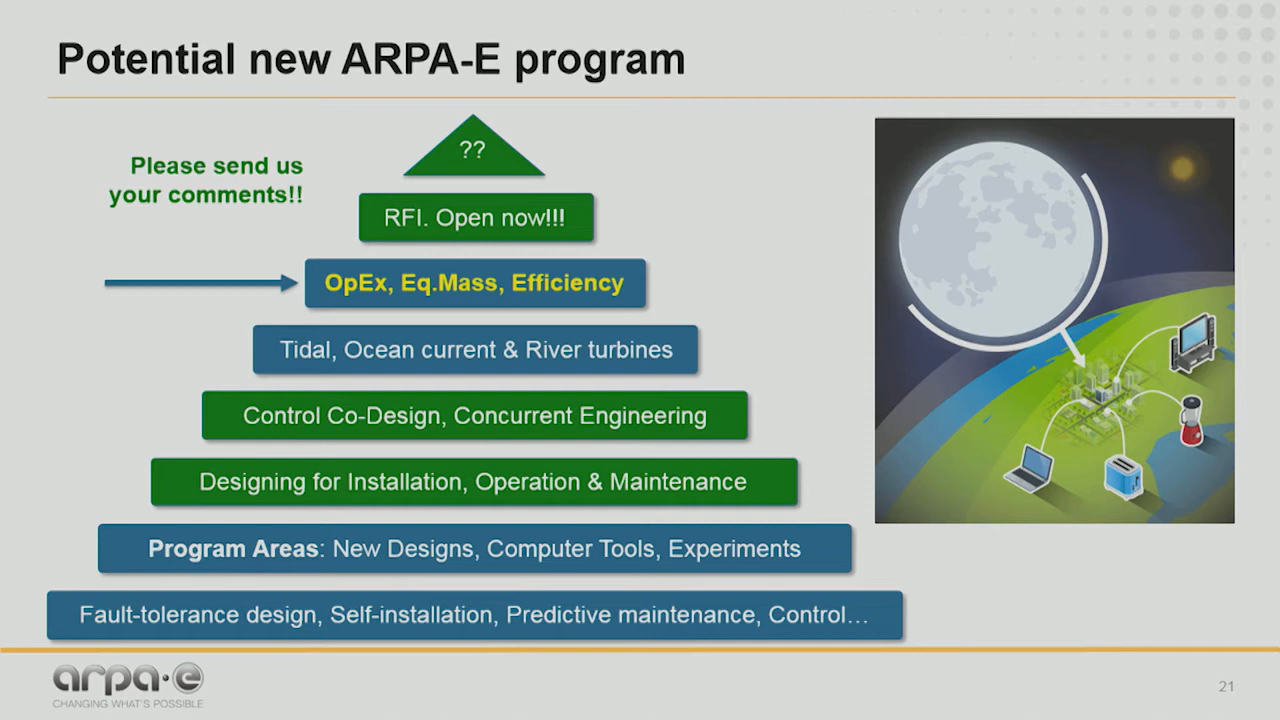 Potential new ARPA-E program
??
Please send us
your comments!!
RFI. Open now!!!
OpEx, Eq.Mass, Efficiency
Tidal, Ocean current & River turbines
Control Co-Design, Concurrent Engineering
Designing for Installation, Operation & Maintenance
Program Areas: New Designs, Computer Tools, Experiments
Fault-tolerance design, Self-installation, Predictive maintenance, Control…
arpa·e
CHANGING WHAT'S POSSIBLE
21